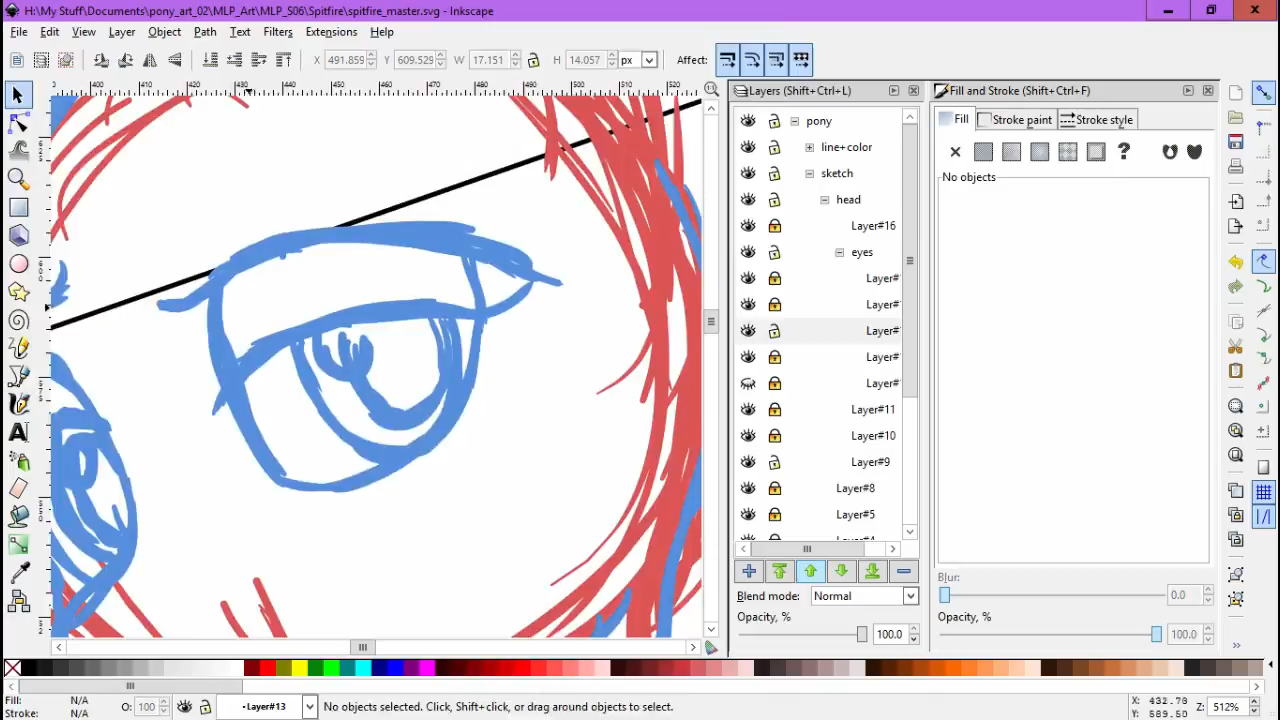 H:\My Stuff\Documents\pony_art_02\MLP_Art\MLP_S06\Spitfire\spitfire_master.svg - Inkscape
File Edit View Layer Object Path Text Filters Extensions Help
X 491.859 Y 609.529 W 17.151 H 14.057 px Affect:
Layers (Shift+Ctrl+L)
Fill and Stroke (Shift+Ctrl+F)
Fill Stroke paint Stroke style
No objects
pony
line+color
sketch
head
Layer#16
eyes
Layer#
Layer#
Layer#
Layer#
Layer#
Layer#11
Layer#10
Layer#9
Layer#8
Layer#5
Blend mode: Normal
Opacity, %
100.0
Blur:
0.0
Opacity, %
100.0
Fill: N/A
Stroke: N/A
O: 100
Layer#13
No objects selected. Click, Shift+click, or drag around objects to select.
X: 432.78
Y: 589.50
Z: 512%